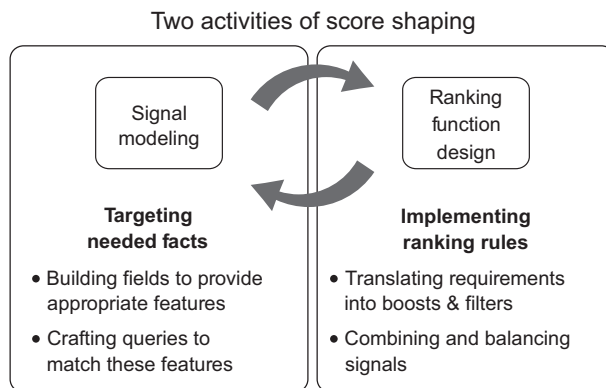 Two activities of score shaping
Signal
modeling
Targeting
needed facts
• Building fields to provide
appropriate features
• Crafting queries to
match these features
Ranking
function
design
Implementing
ranking rules
• Translating requirements
into boosts & filters
• Combining and balancing
signals